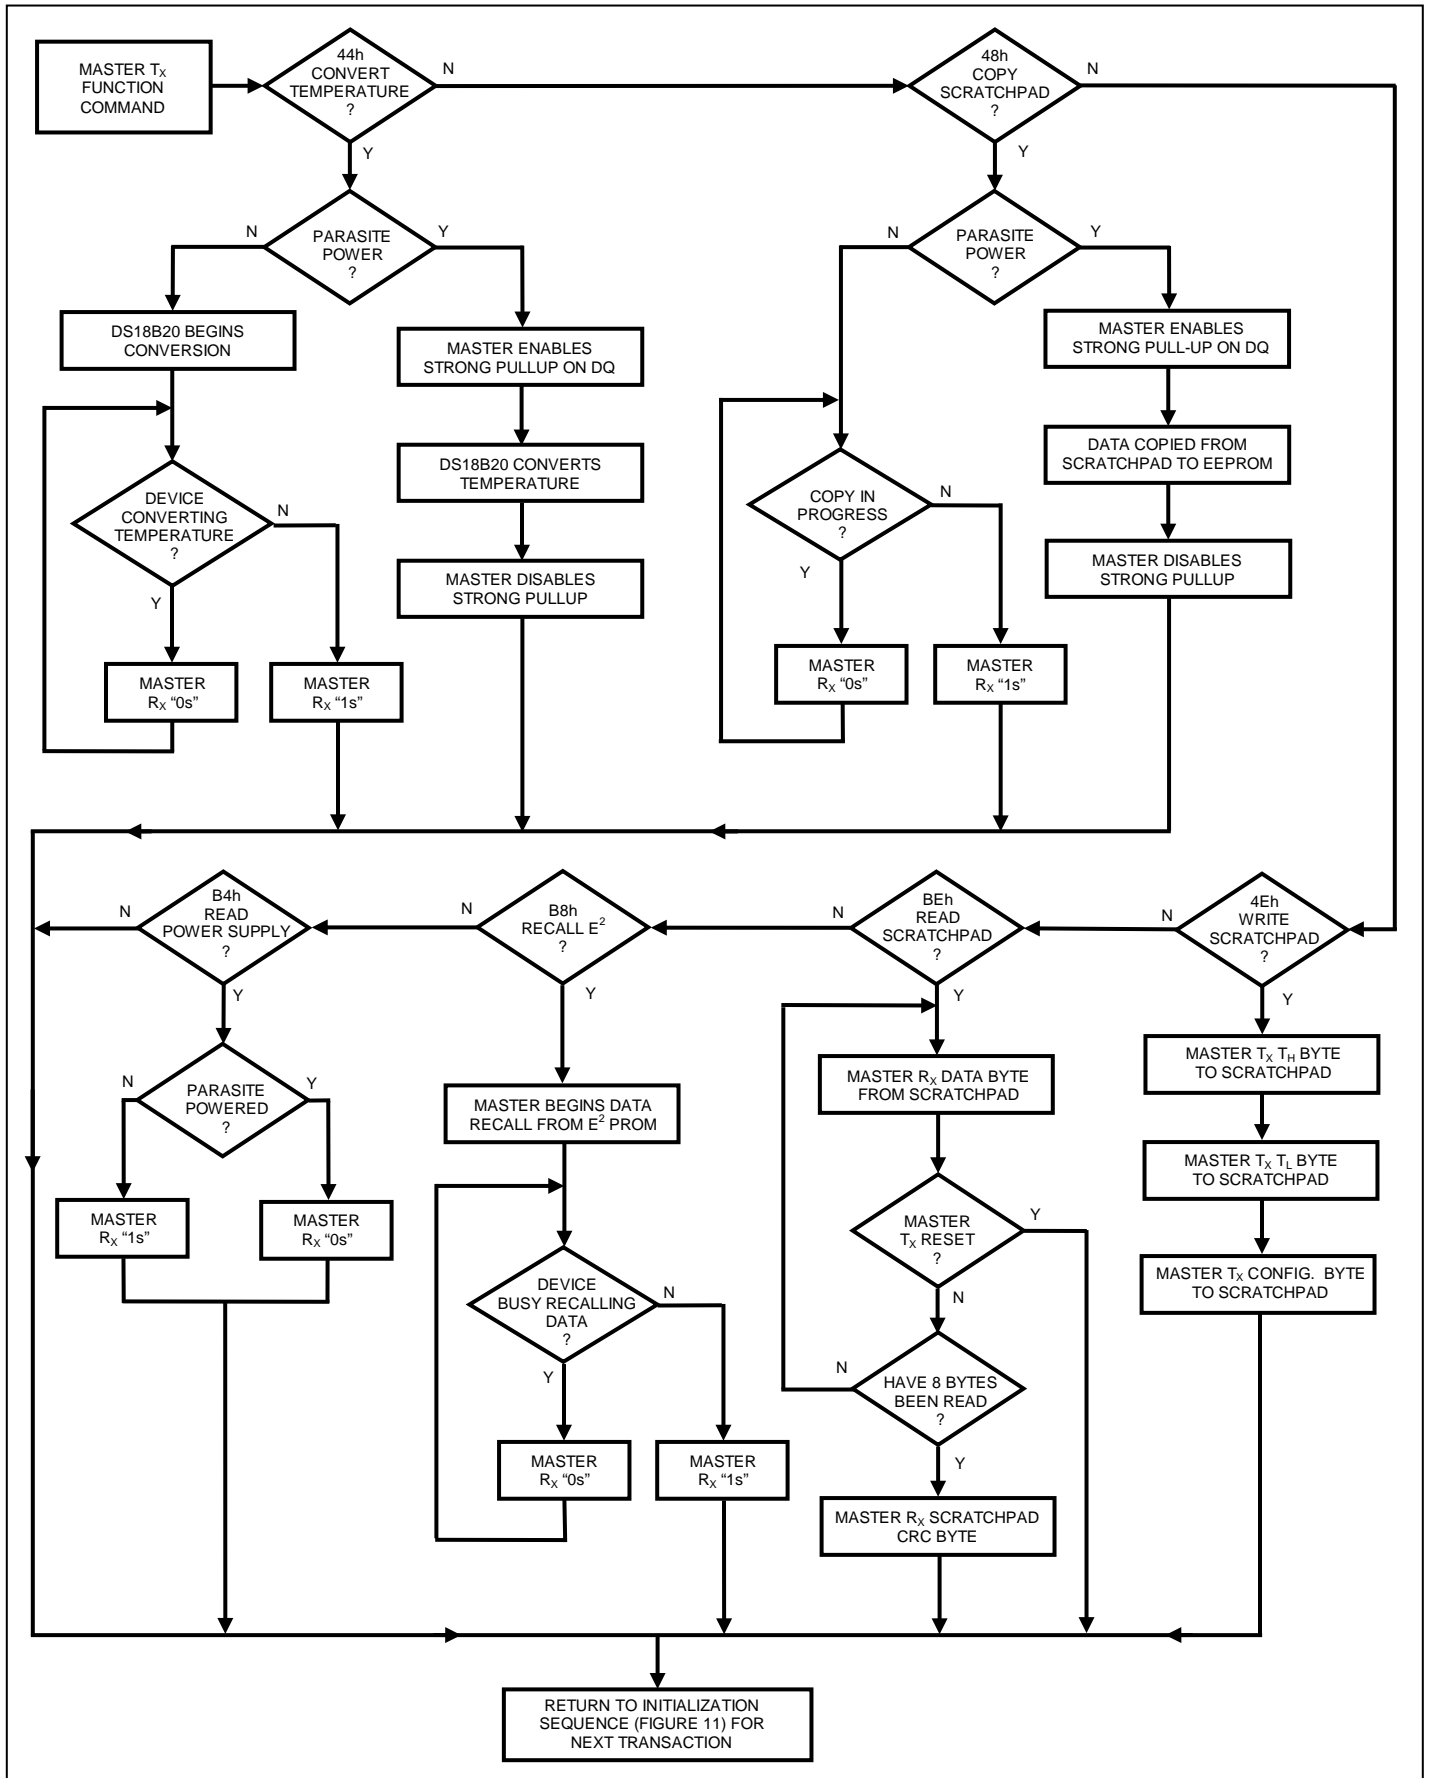 MASTER TX
FUNCTION
COMMAND
44h
CONVERT
TEMPERATURE
?
N
Y
48h
COPY
SCRATCHPAD
?
N
Y
PARASITE
POWER
?
N
Y
DS18B20 BEGINS
CONVERSION
MASTER ENABLES
STRONG PULLUP ON DQ
DS18B20 CONVERTS
TEMPERATURE
MASTER DISABLES
STRONG PULLUP
DEVICE
CONVERTING
TEMPERATURE
?
N
Y
MASTER
RX “0s”
MASTER
RX “1s”
PARASITE
POWER
?
N
Y
MASTER ENABLES
STRONG PULL-UP ON DQ
DATA COPIED FROM
SCRATCHPAD TO EEPROM
MASTER DISABLES
STRONG PULLUP
COPY IN
PROGRESS
?
N
Y
MASTER
RX “0s”
MASTER
RX “1s”
B4h
READ
POWER SUPPLY
?
N
Y
PARASITE
POWERED
?
N
Y
MASTER
RX “1s”
MASTER
RX “0s”
B8h
RECALL E2
?
N
Y
MASTER BEGINS DATA
RECALL FROM E2 PROM
DEVICE
BUSY RECALLING
DATA
?
N
Y
MASTER
RX “0s”
MASTER
RX “1s”
BEh
READ
SCRATCHPAD
?
N
Y
MASTER RX DATA BYTE
FROM SCRATCHPAD
MASTER
TX RESET
?
Y
N
HAVE 8 BYTES
BEEN READ
?
N
Y
MASTER RX SCRATCHPAD
CRC BYTE
4Eh
WRITE
SCRATCHPAD
?
N
Y
MASTER TX TH BYTE
TO SCRATCHPAD
MASTER TX TL BYTE
TO SCRATCHPAD
MASTER TX CONFIG. BYTE
TO SCRATCHPAD
RETURN TO INITIALIZATION
SEQUENCE (FIGURE 11) FOR
NEXT TRANSACTION